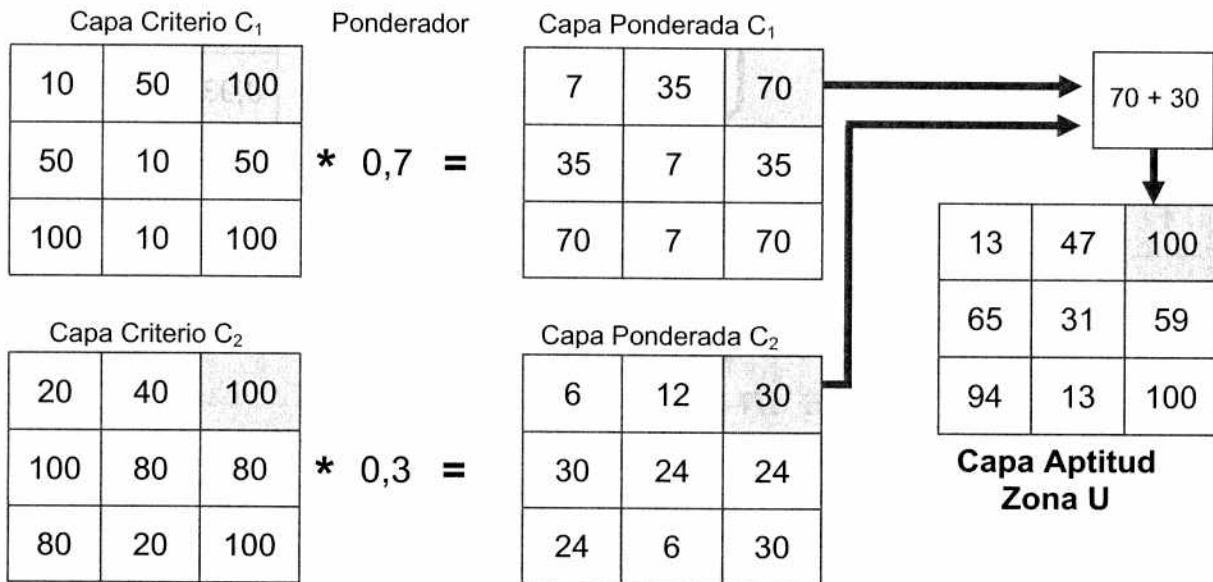 Capa Criterio C₁ Ponderador Capa Ponderada C₁
10 50 100
50 10 50
100 10 100
* 0,7 =
7 35 70
35 7 35
70 7 70
70 + 30
Capa Criterio C₂
20 40 100
100 80 80
80 20 100
* 0,3 =
Capa Ponderada C₂
6 12 30
30 24 24
24 6 30
13 47 100
65 31 59
94 13 100
Capa Aptitud
Zona U